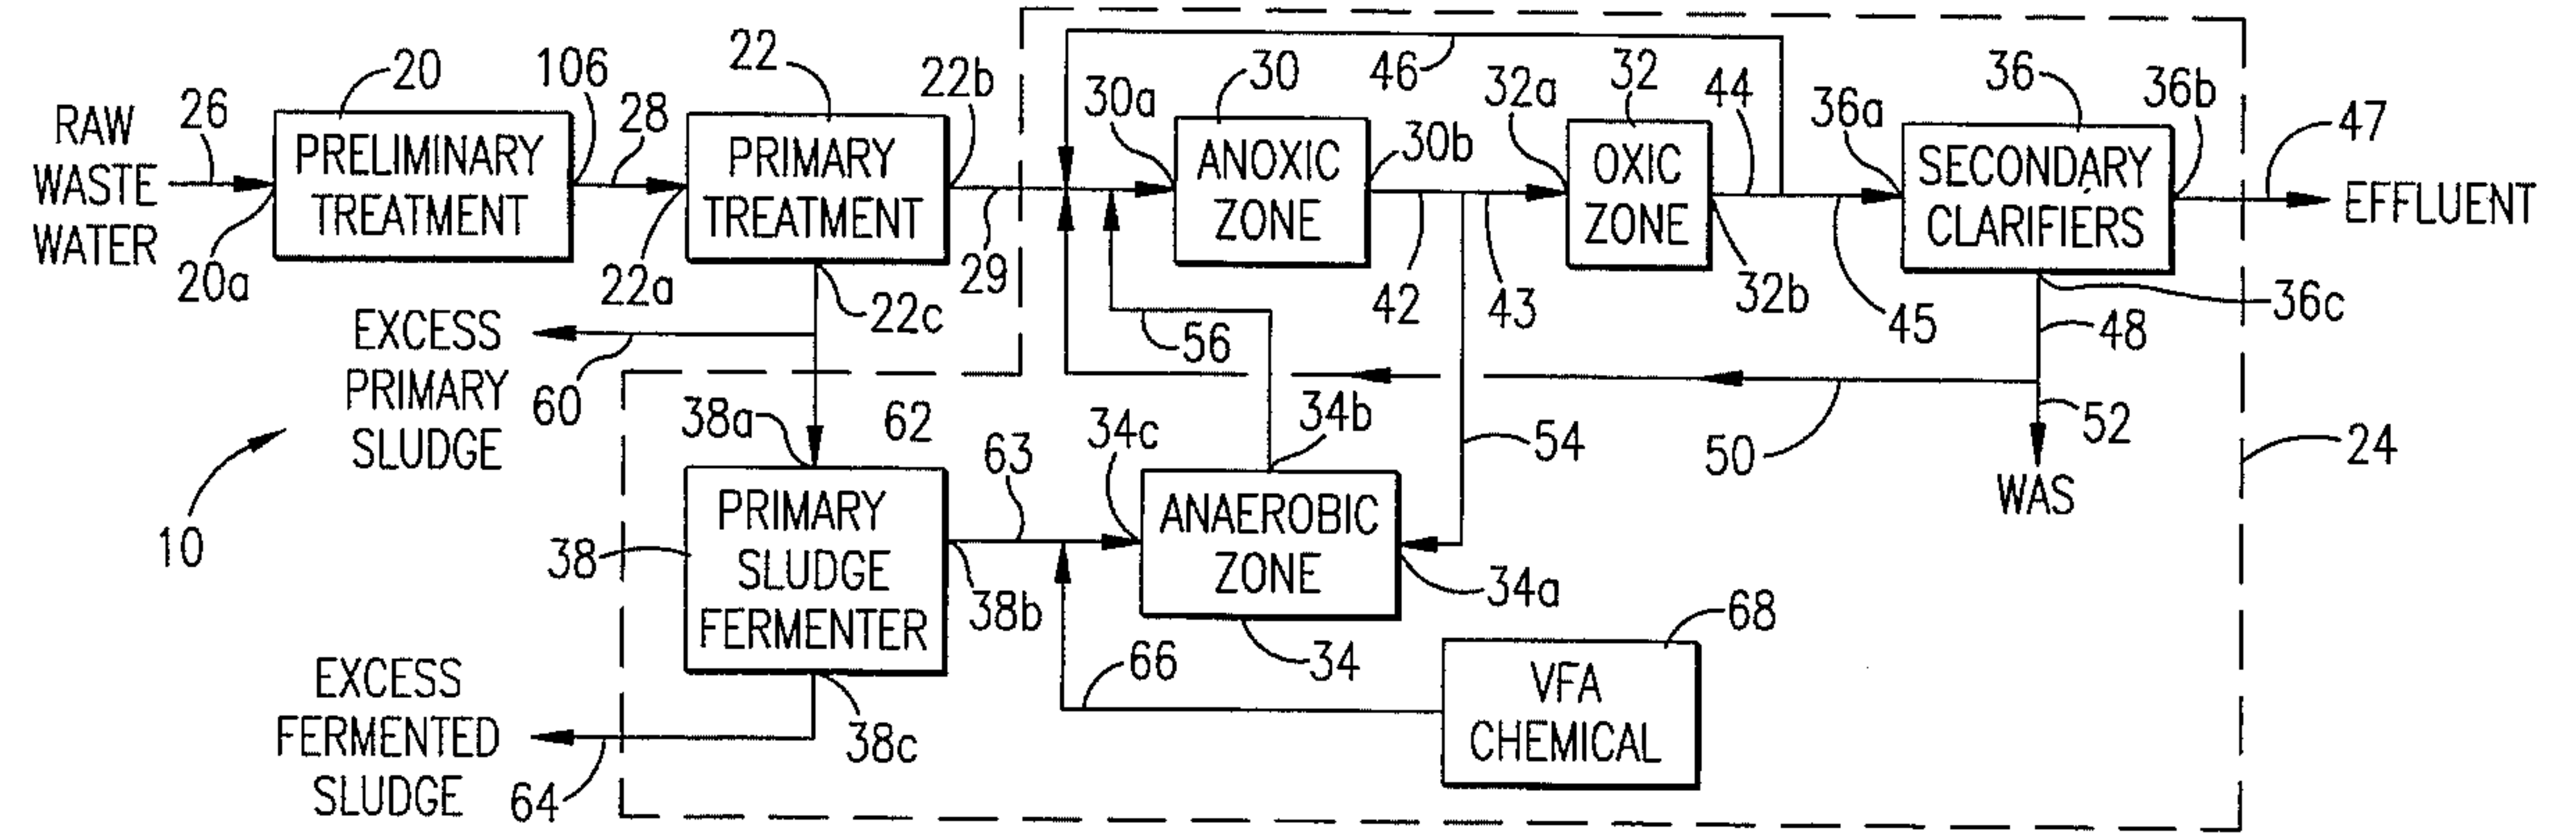 RAW
WASTE
WATER
26
20a
20
PRELIMINARY
TREATMENT
106
28
22a
22
PRIMARY
TREATMENT
22b
22c
29
46
30a
30
ANOXIC
ZONE
30b
42
43
32a
32
OXIC
ZONE
32b
44
45
36a
36
SECONDARY
CLARIFIERS
36b
36c
47
EFFLUENT
48
50
52
WAS
24
EXCESS
PRIMARY
SLUDGE
60
10
62
56
54
38a
38
PRIMARY
SLUDGE
FERMENTER
38b
38c
63
34c
34b
ANAEROBIC
ZONE
34a
34
66
68
VFA
CHEMICAL
EXCESS
FERMENTED
SLUDGE
64